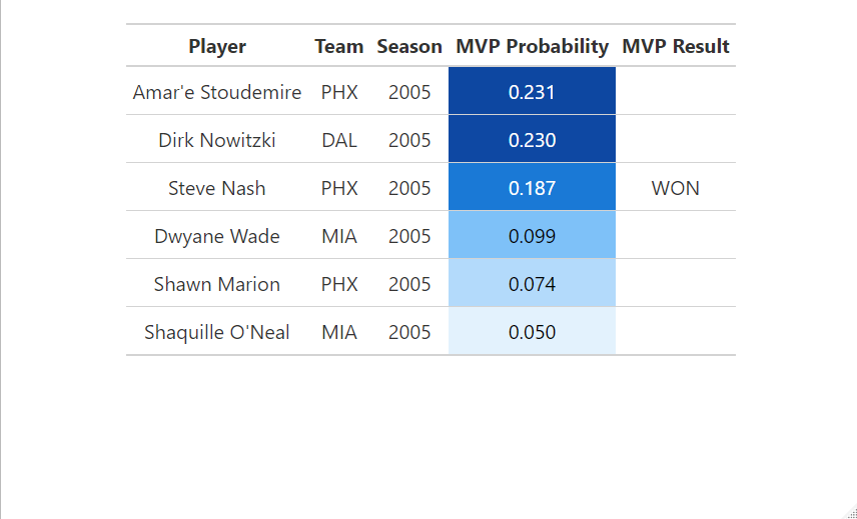 Player Team Season MVP Probability MVP Result
Amar'e Stoudemire PHX 2005 0.231
Dirk Nowitzki DAL 2005 0.230
Steve Nash PHX 2005 0.187 WON
Dwyane Wade MIA 2005 0.099
Shawn Marion PHX 2005 0.074
Shaquille O'Neal MIA 2005 0.050